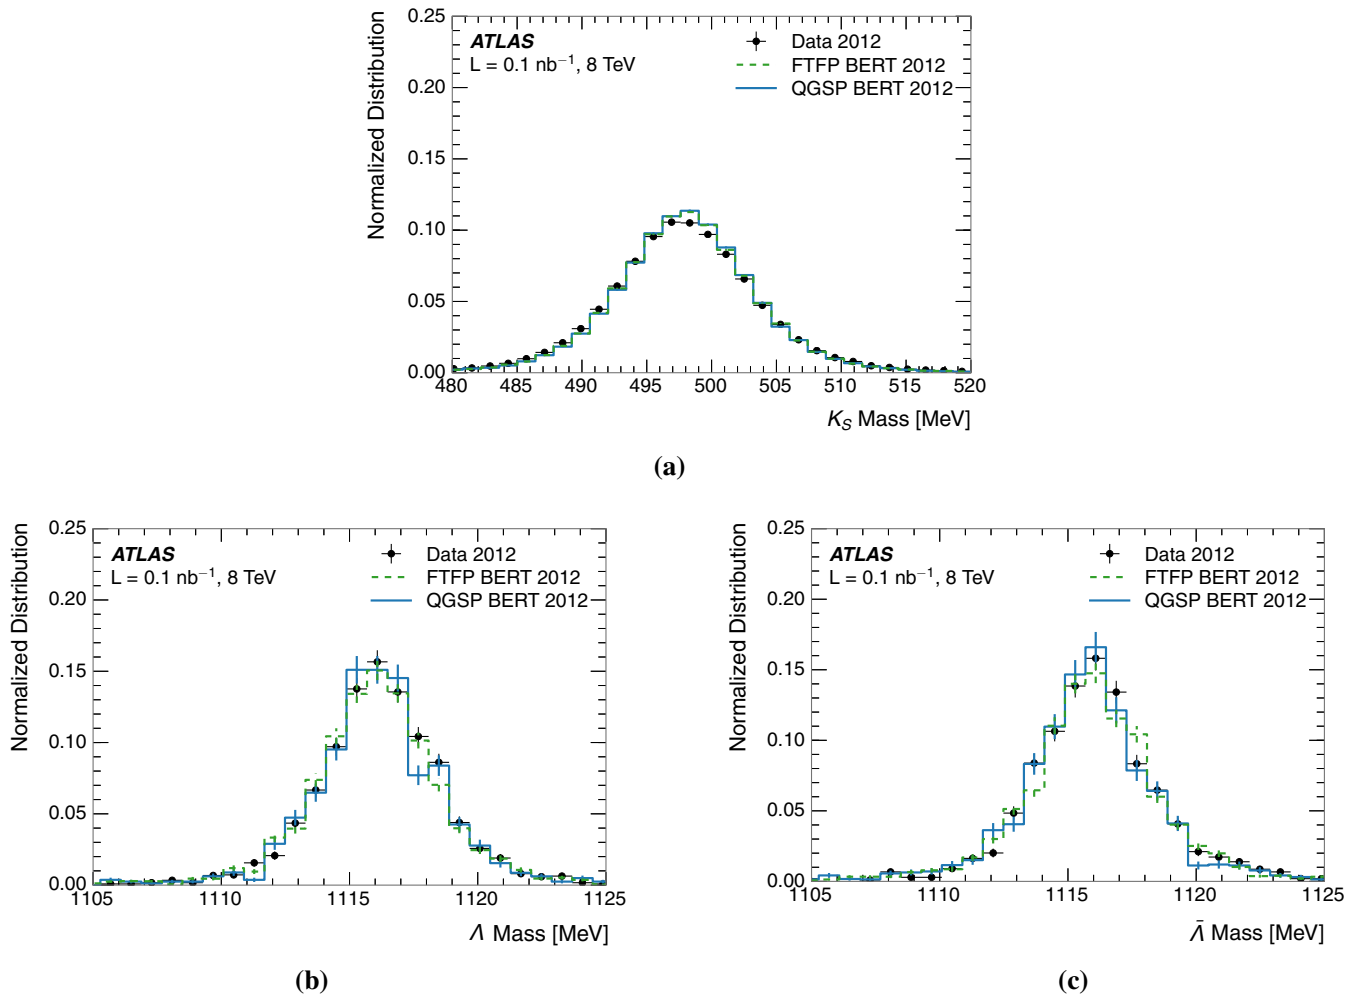 0.25
0.20
0.15
0.10
0.05
0.00
Normalized Distribution
ATLAS
L = 0.1 nb⁻¹, 8 TeV
Data 2012
FTFP BERT 2012
QGSP BERT 2012
480 485 490 495 500 505 510 515 520
K_S Mass [MeV]
(a)
0.25
0.20
0.15
0.10
0.05
0.00
Normalized Distribution
ATLAS
L = 0.1 nb⁻¹, 8 TeV
Data 2012
FTFP BERT 2012
QGSP BERT 2012
1105 1110 1115 1120 1125
Λ Mass [MeV]
(b)
0.25
0.20
0.15
0.10
0.05
0.00
Normalized Distribution
ATLAS
L = 0.1 nb⁻¹, 8 TeV
Data 2012
FTFP BERT 2012
QGSP BERT 2012
1105 1110 1115 1120 1125
Λ̄ Mass [MeV]
(c)